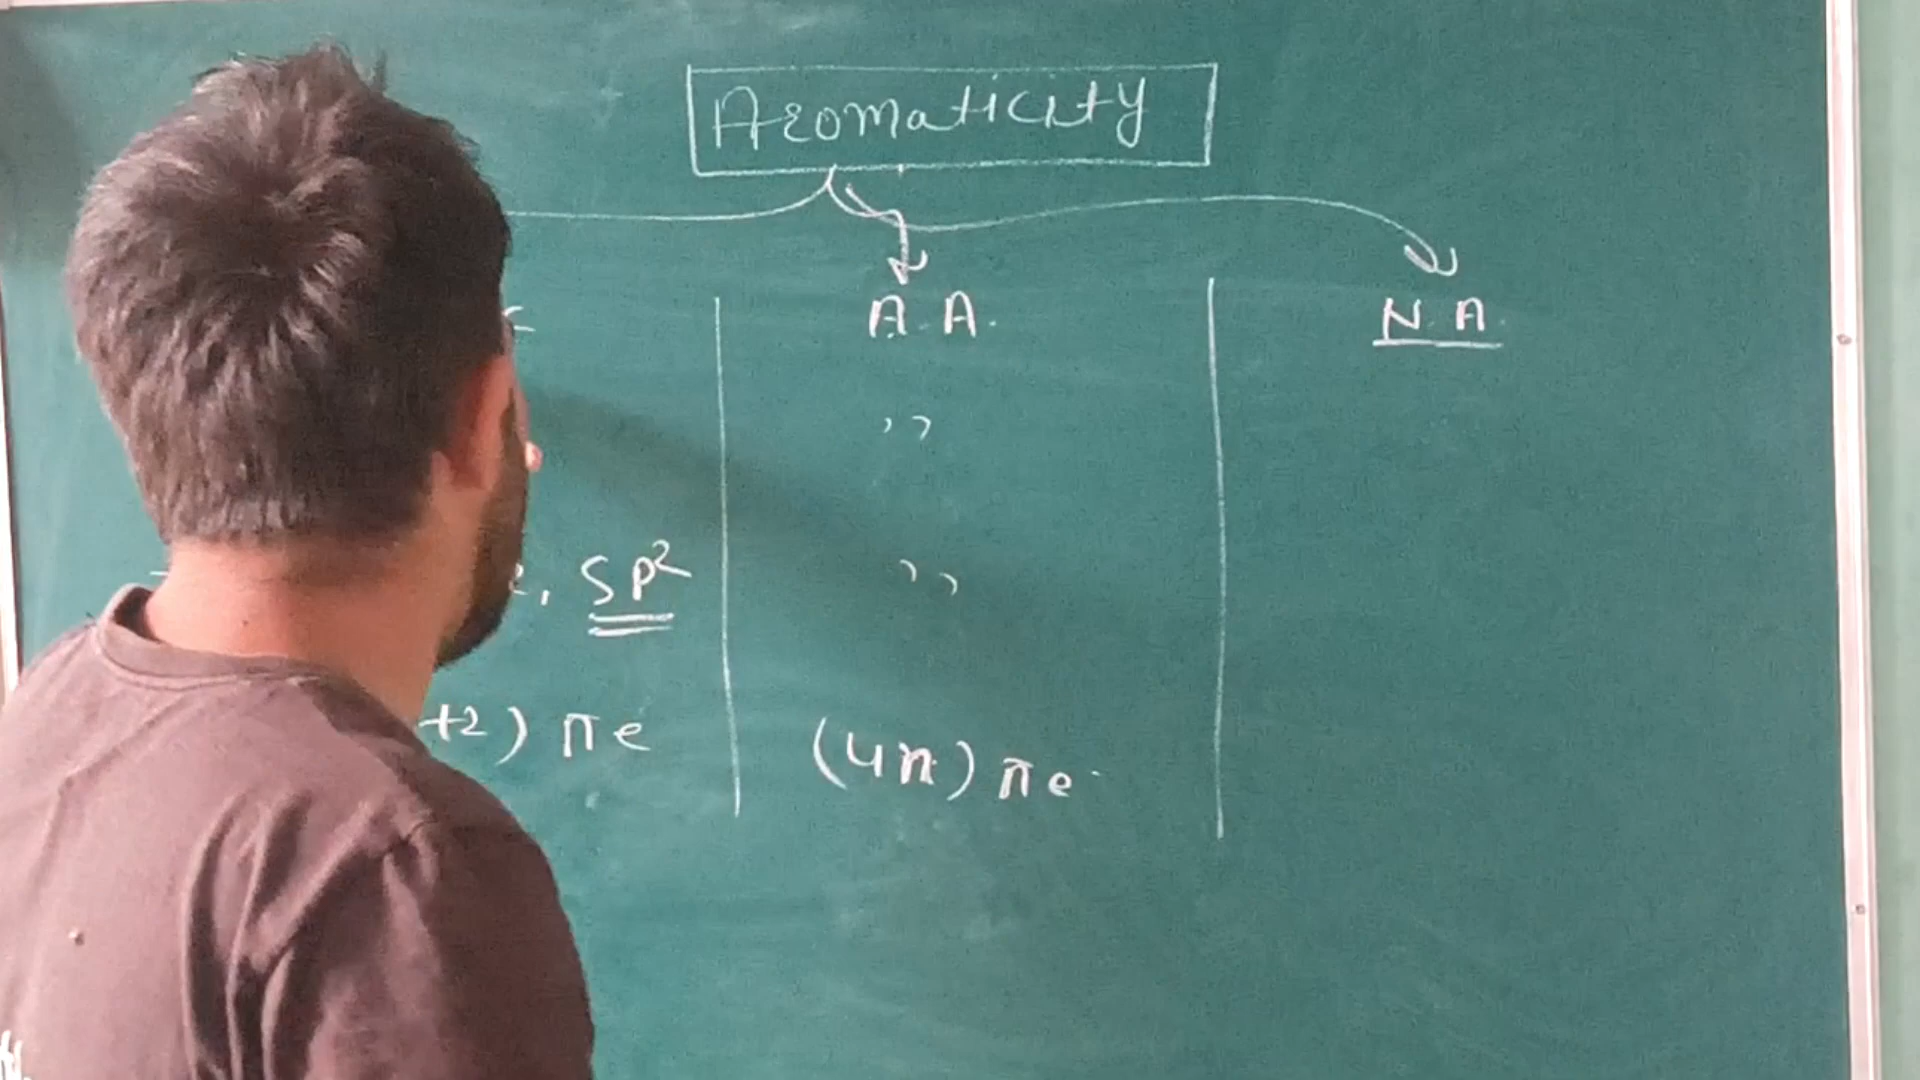 Aromaticity
A.A.
N.A.
,,
, SP²
,,
+2) πe
(4n) πe